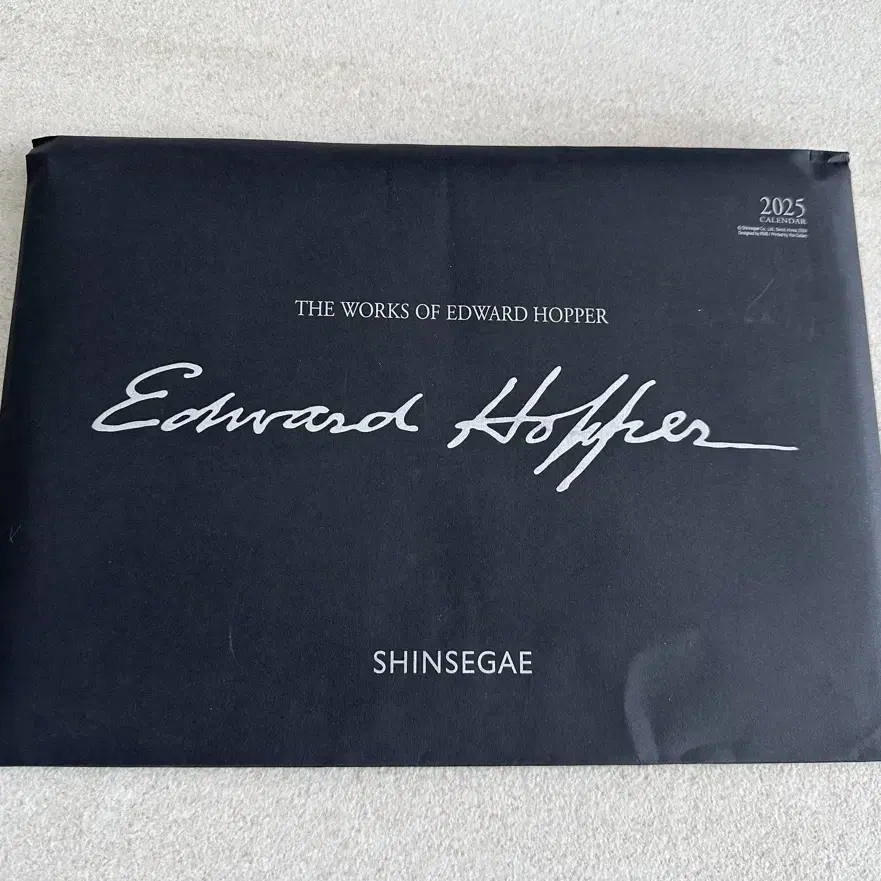 2025
CALENDAR
THE WORKS OF EDWARD HOPPER
Edward Hopper
SHINSEGAE